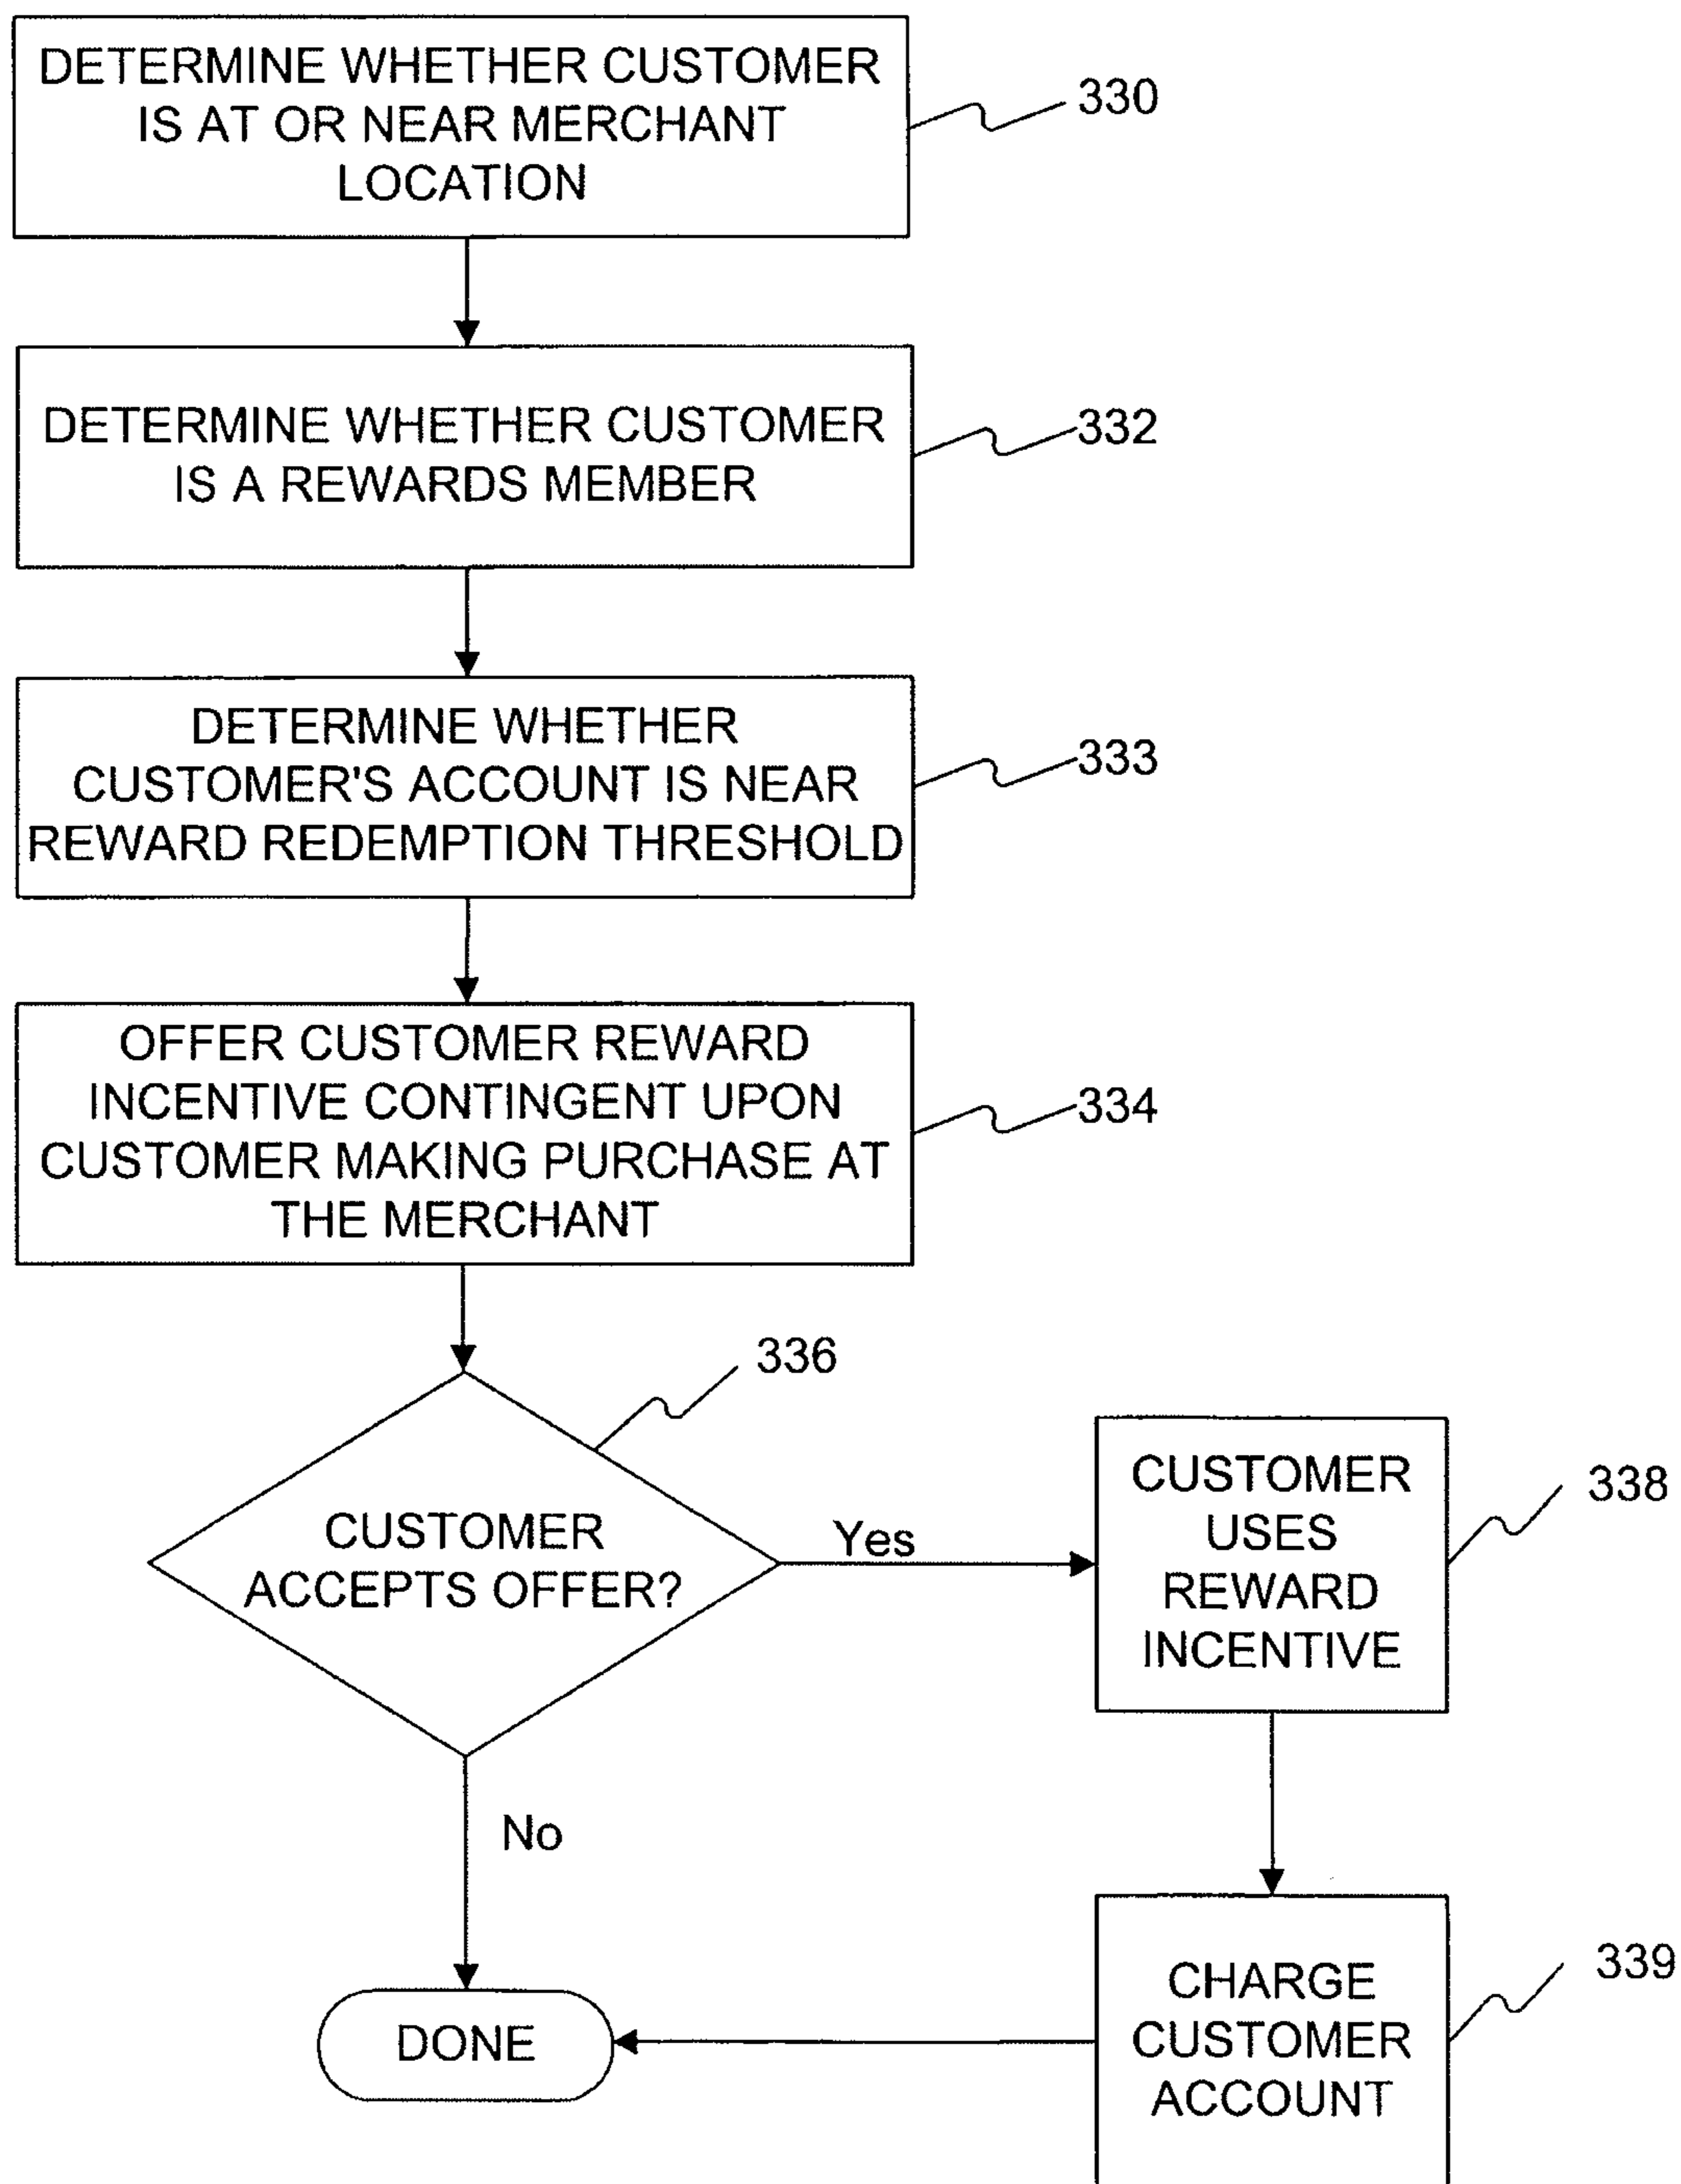 DETERMINE WHETHER CUSTOMER
IS AT OR NEAR MERCHANT
LOCATION
330
DETERMINE WHETHER CUSTOMER
IS A REWARDS MEMBER
332
DETERMINE WHETHER
CUSTOMER'S ACCOUNT IS NEAR
REWARD REDEMPTION THRESHOLD
333
OFFER CUSTOMER REWARD
INCENTIVE CONTINGENT UPON
CUSTOMER MAKING PURCHASE AT
THE MERCHANT
334
336
CUSTOMER
ACCEPTS OFFER?
Yes
CUSTOMER
USES
REWARD
INCENTIVE
338
No
CHARGE
CUSTOMER
ACCOUNT
339
DONE